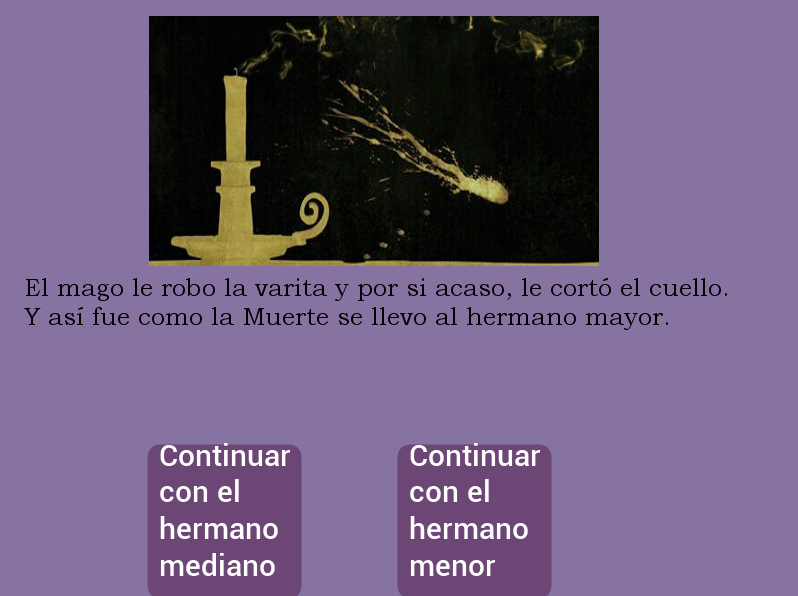 El mago le robo la varita y por si acaso, le cortó el cuello.
Y así fue como la Muerte se llevo al hermano mayor.
Continuar
con el
hermano
mediano
Continuar
con el
hermano
menor